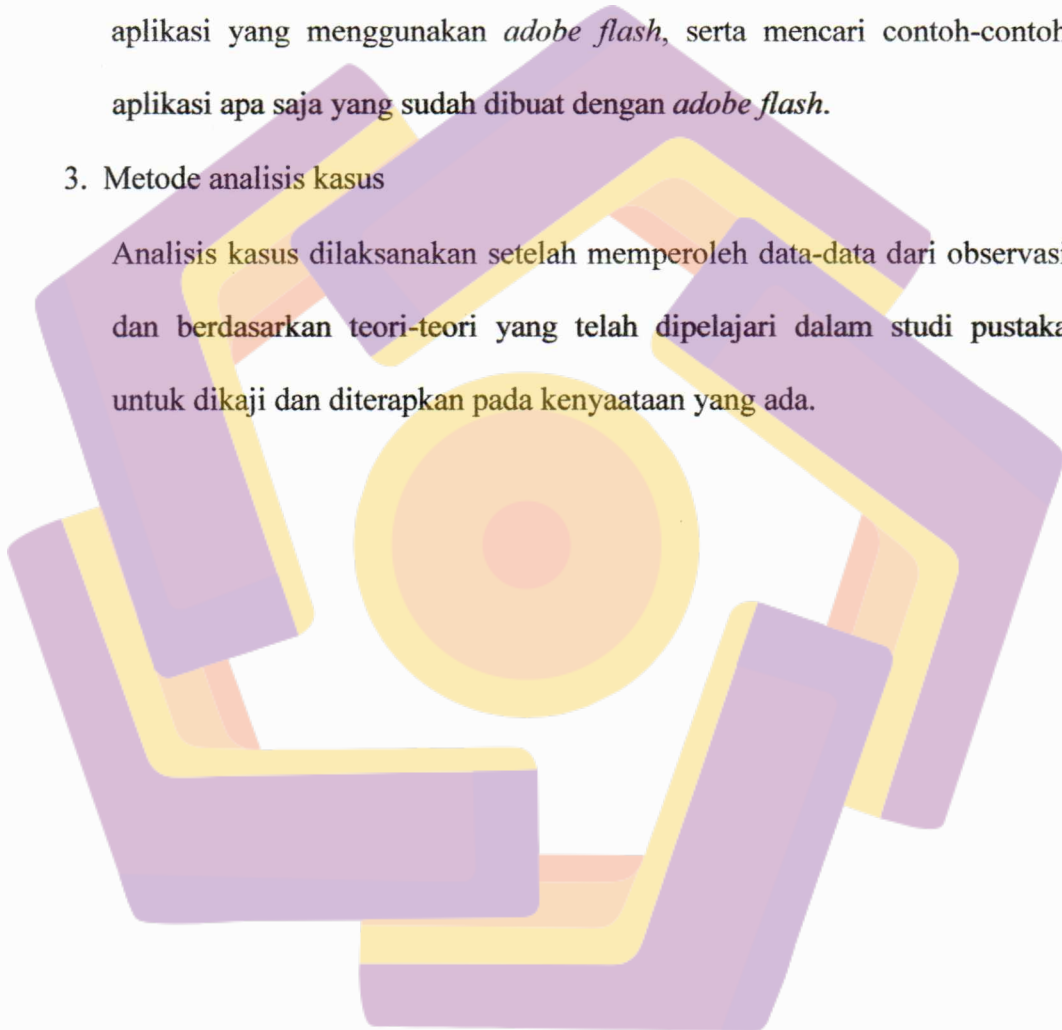 aplikasi yang menggunakan adobe flash, serta mencari contoh-contoh
aplikasi apa saja yang sudah dibuat dengan adobe flash.
3. Metode analisis kasus
Analisis kasus dilaksanakan setelah memperoleh data-data dari observasi
dan berdasarkan teori-teori yang telah dipelajari dalam studi pustaka
untuk dikaji dan diterapkan pada kenyaataan yang ada.